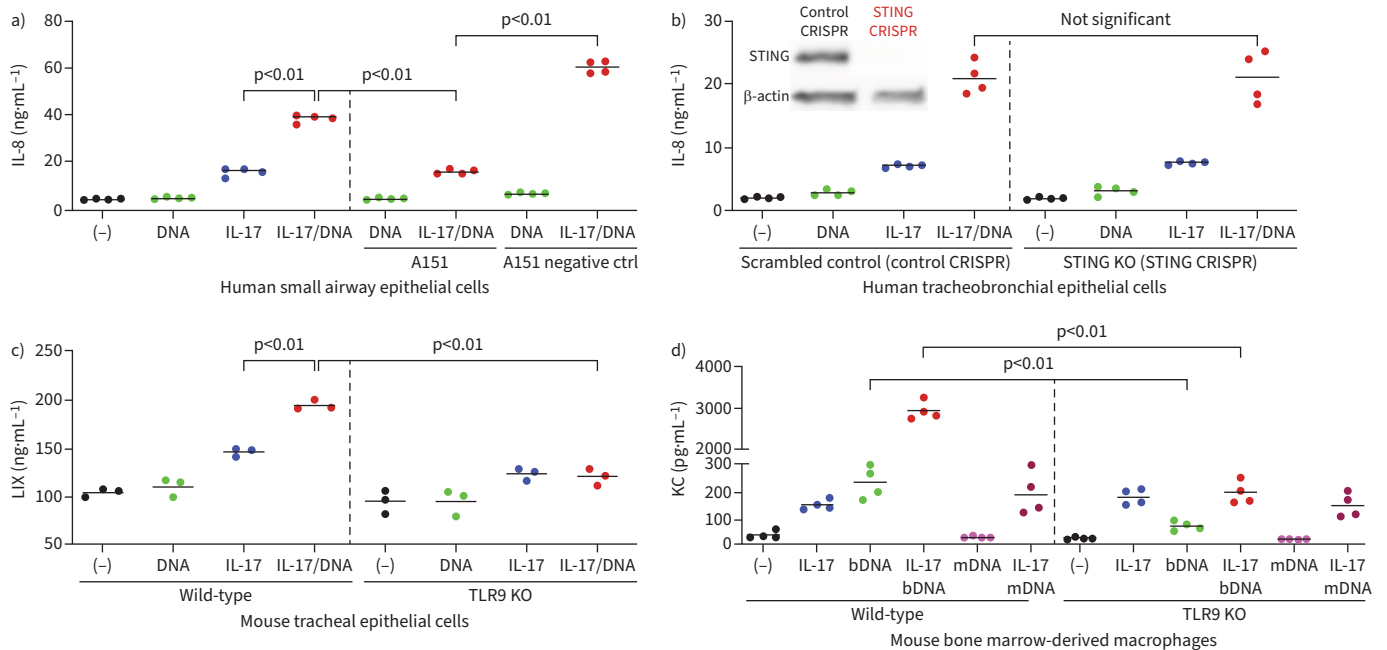 a)
80
60
40
20
0
IL-8 (ng·mL⁻¹)
p<0.01
p<0.01
p<0.01
(–) DNA IL-17 IL-17/DNA DNA IL-17/DNA DNA IL-17/DNA
A151 A151 negative ctrl
Human small airway epithelial cells
b)
30
20
10
0
IL-8 (ng·mL⁻¹)
Control STING
CRISPR CRISPR
STING
β-actin
Not significant
(–) DNA IL-17 IL-17/DNA (–) DNA IL-17 IL-17/DNA
Scrambled control (control CRISPR) STING KO (STING CRISPR)
Human tracheobronchial epithelial cells
c)
250
200
150
100
50
LIX (ng·mL⁻¹)
p<0.01 p<0.01
(–) DNA IL-17 IL-17/DNA (–) DNA IL-17 IL-17/DNA
Wild-type TLR9 KO
Mouse tracheal epithelial cells
d)
4000
3000
2000
300
200
100
0
KC (pg·mL⁻¹)
p<0.01
p<0.01
(–) IL-17 bDNA IL-17 mDNA IL-17 (–) IL-17 bDNA IL-17 mDNA IL-17
bDNA mDNA bDNA mDNA
Wild-type TLR9 KO
Mouse bone marrow-derived macrophages